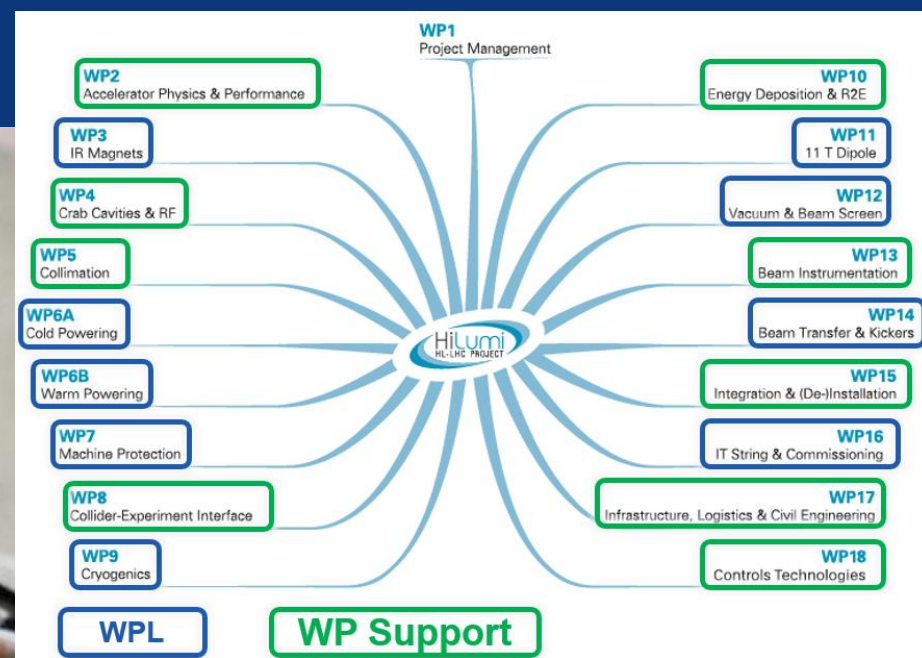 WP1
Project Management
WP2
Accelerator Physics & Performance
WP3
IR Magnets
WP4
Crab Cavities & RF
WP5
Collimation
WP6A
Cold Powering
WP6B
Warm Powering
WP7
Machine Protection
WP8
Collider-Experiment Interface
WP9
Cryogenics
WP10
Energy Deposition & R2E
WP11
11 T Dipole
WP12
Vacuum & Beam Screen
WP13
Beam Instrumentation
WP14
Beam Transfer & Kickers
WP15
Integration & (De-)Installation
WP16
IT String & Commissioning
WP17
Infrastructure, Logistics & Civil Engineering
WP18
Controls Technologies
HiLumi
HL-LHC PROJECT
WPL
WP Support